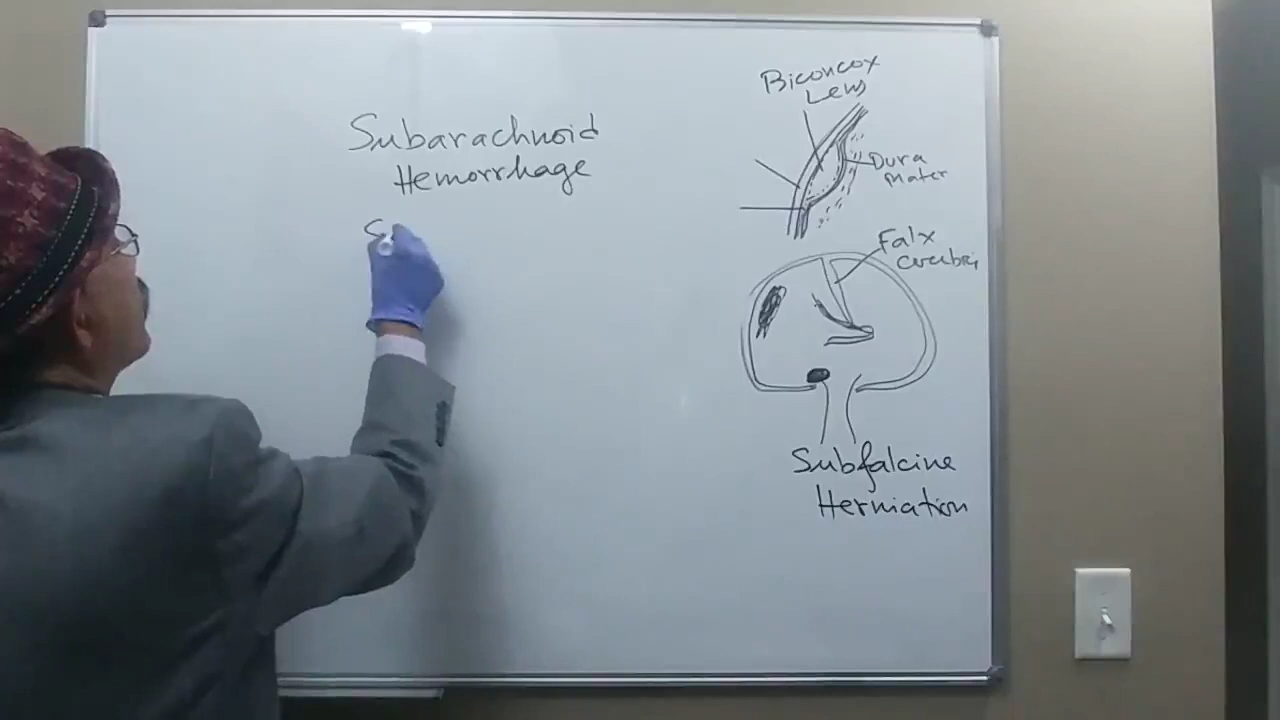 Subarachnoid
Hemorrhage
S
Biconcox
Lens
Dura
Mater
Falx
Cerebri
Subfalcine
Herniation